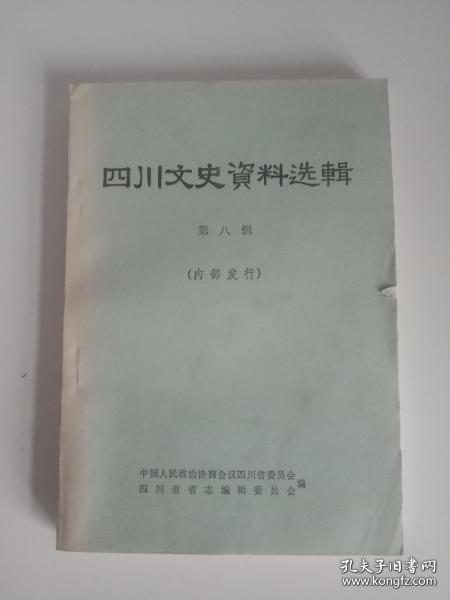 四川文史資料选輯
第八辑
(内部发行)
中国人民政治协商会议四川省委员会
四川省省志编辑委员会
编
孔夫子旧书网
www.kongfz.com